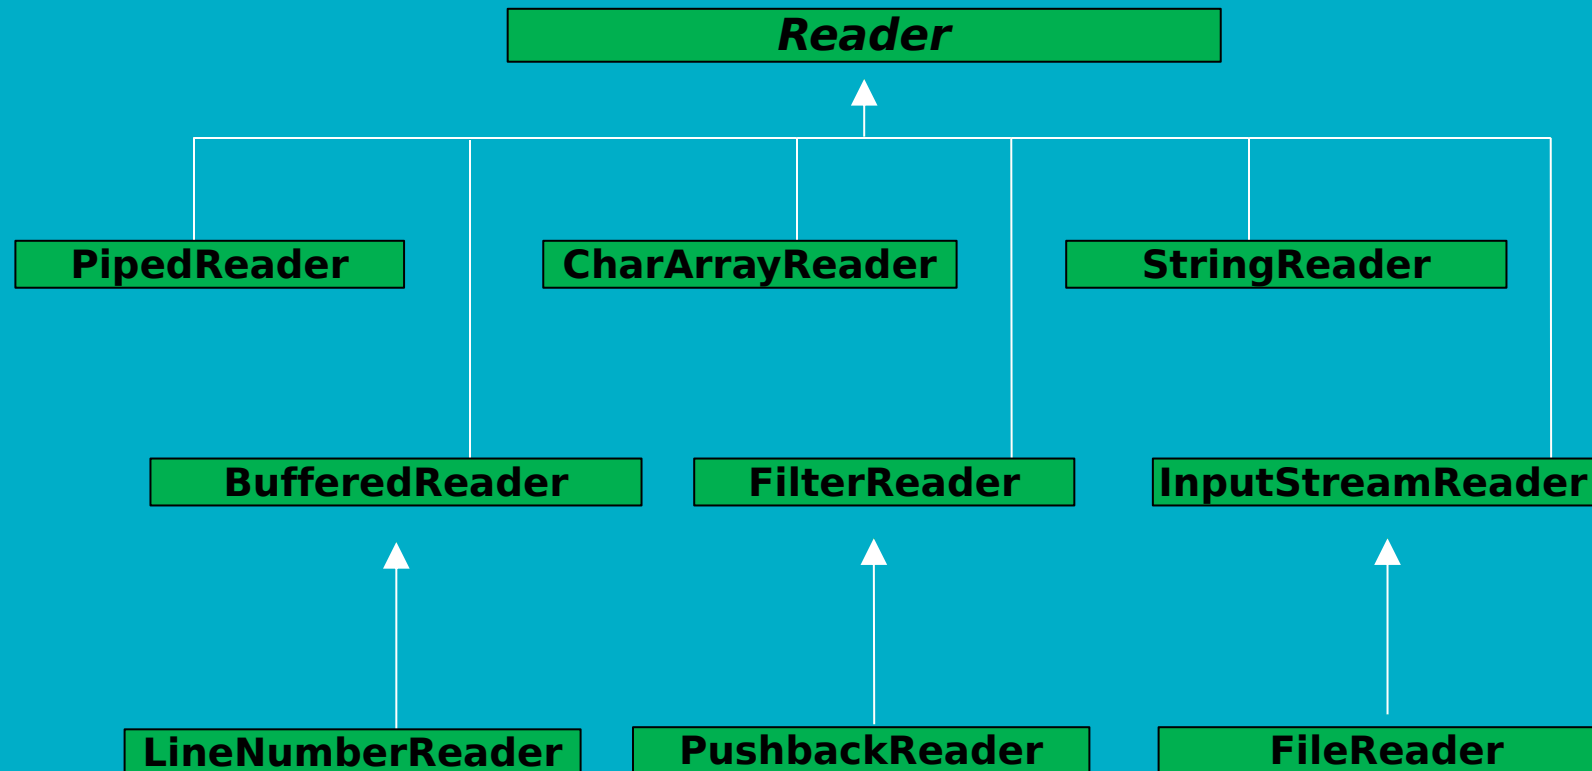 Reader
PipedReader
CharArrayReader
StringReader
BufferedReader
FilterReader
InputStreamReader
LineNumberReader
PushbackReader
FileReader